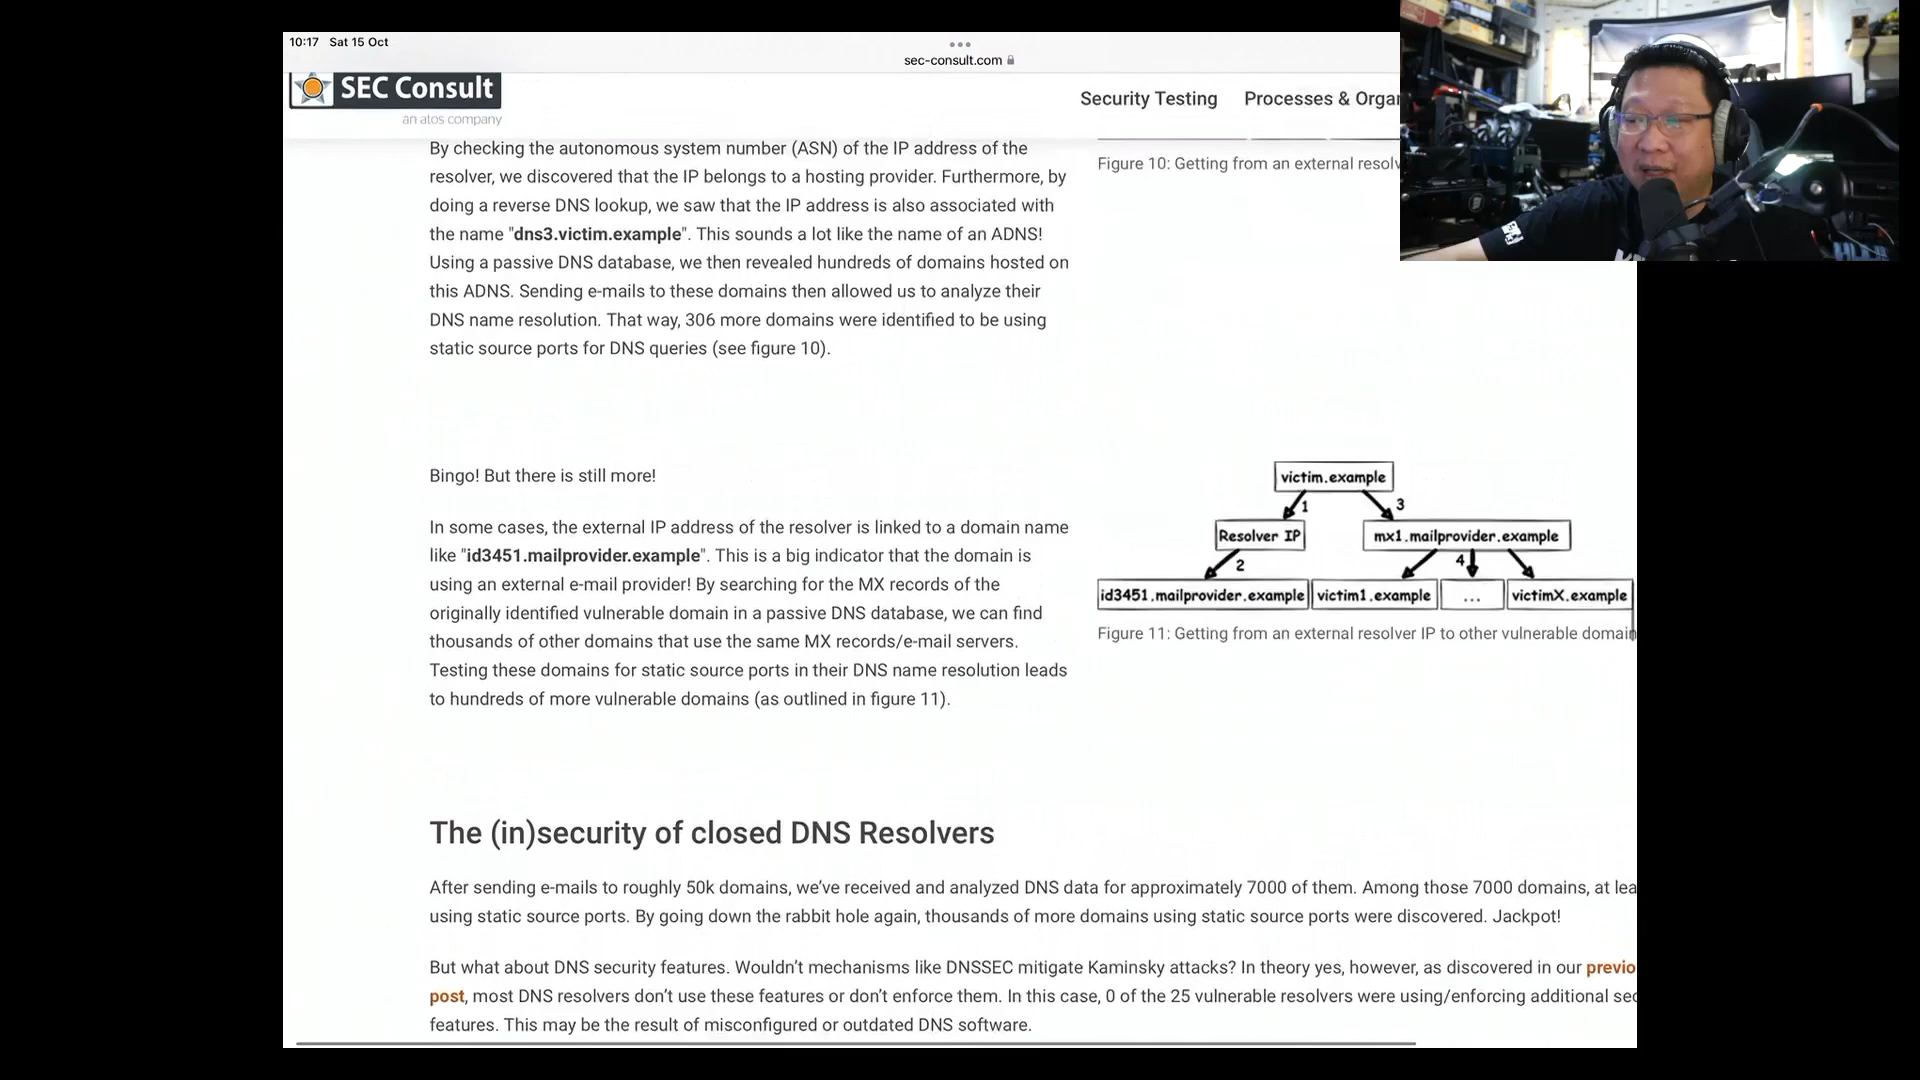 10:17 Sat 15 Oct
sec-consult.com
SEC Consult
an atos company
Security Testing Processes & Orga
By checking the autonomous system number (ASN) of the IP address of the
resolver, we discovered that the IP belongs to a hosting provider. Furthermore, by
doing a reverse DNS lookup, we saw that the IP address is also associated with
the name "dns3.victim.example". This sounds a lot like the name of an ADNS!
Using a passive DNS database, we then revealed hundreds of domains hosted on
this ADNS. Sending e-mails to these domains then allowed us to analyze their
DNS name resolution. That way, 306 more domains were identified to be using
static source ports for DNS queries (see figure 10).
Figure 10: Getting from an external resolv
Bingo! But there is still more!
In some cases, the external IP address of the resolver is linked to a domain name
like "id3451.mailprovider.example". This is a big indicator that the domain is
using an external e-mail provider! By searching for the MX records of the
originally identified vulnerable domain in a passive DNS database, we can find
thousands of other domains that use the same MX records/e-mail servers.
Testing these domains for static source ports in their DNS name resolution leads
to hundreds of more vulnerable domains (as outlined in figure 11).
victim.example
1 3
Resolver IP mx1.mailprovider.example
2 4
id3451.mailprovider.example victim1.example ... victimX.example
Figure 11: Getting from an external resolver IP to other vulnerable domain
The (in)security of closed DNS Resolvers
After sending e-mails to roughly 50k domains, we've received and analyzed DNS data for approximately 7000 of them. Among those 7000 domains, at lea
using static source ports. By going down the rabbit hole again, thousands of more domains using static source ports were discovered. Jackpot!
But what about DNS security features. Wouldn't mechanisms like DNSSEC mitigate Kaminsky attacks? In theory yes, however, as discovered in our previo
post, most DNS resolvers don't use these features or don't enforce them. In this case, 0 of the 25 vulnerable resolvers were using/enforcing additional sec
features. This may be the result of misconfigured or outdated DNS software.